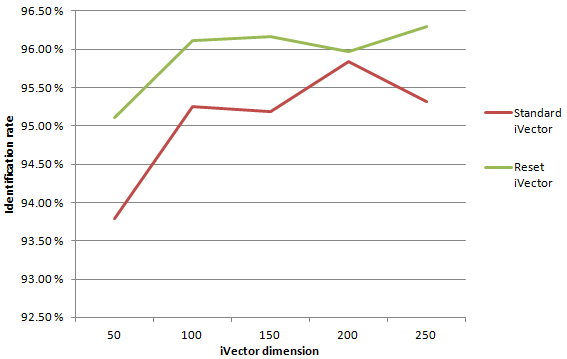 96.50 %
96.00 %
95.50 %
95.00 %
94.50 %
94.00 %
93.50 %
93.00 %
92.50 %
Identification rate
50 100 150 200 250
iVector dimension
Standard
iVector
Reset
iVector